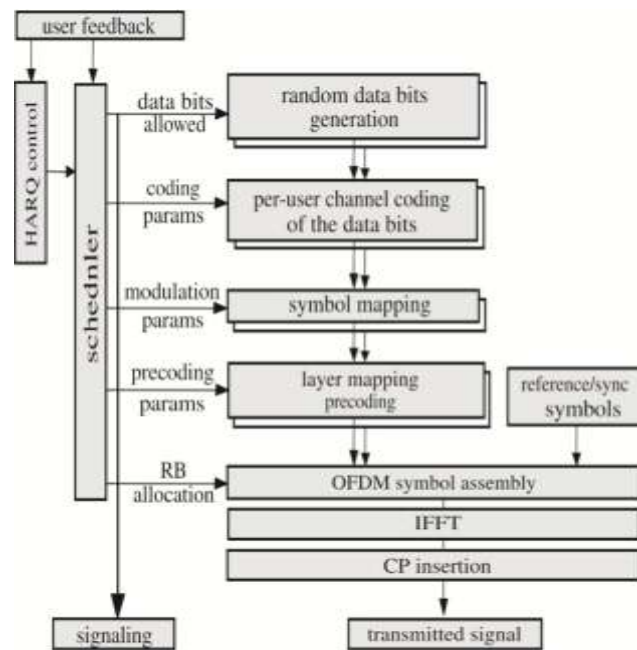 user feedback
HARQ control
schednler
data bits
allowed
random data bits
generation
coding
params
per-user channel coding
of the data bits
modulation
params
symbol mapping
precoding
params
layer mapping
precoding
reference/sync
symbols
RB
allocation
OFDM symbol assembly
IFFT
CP insertion
signaling
transmitted signal